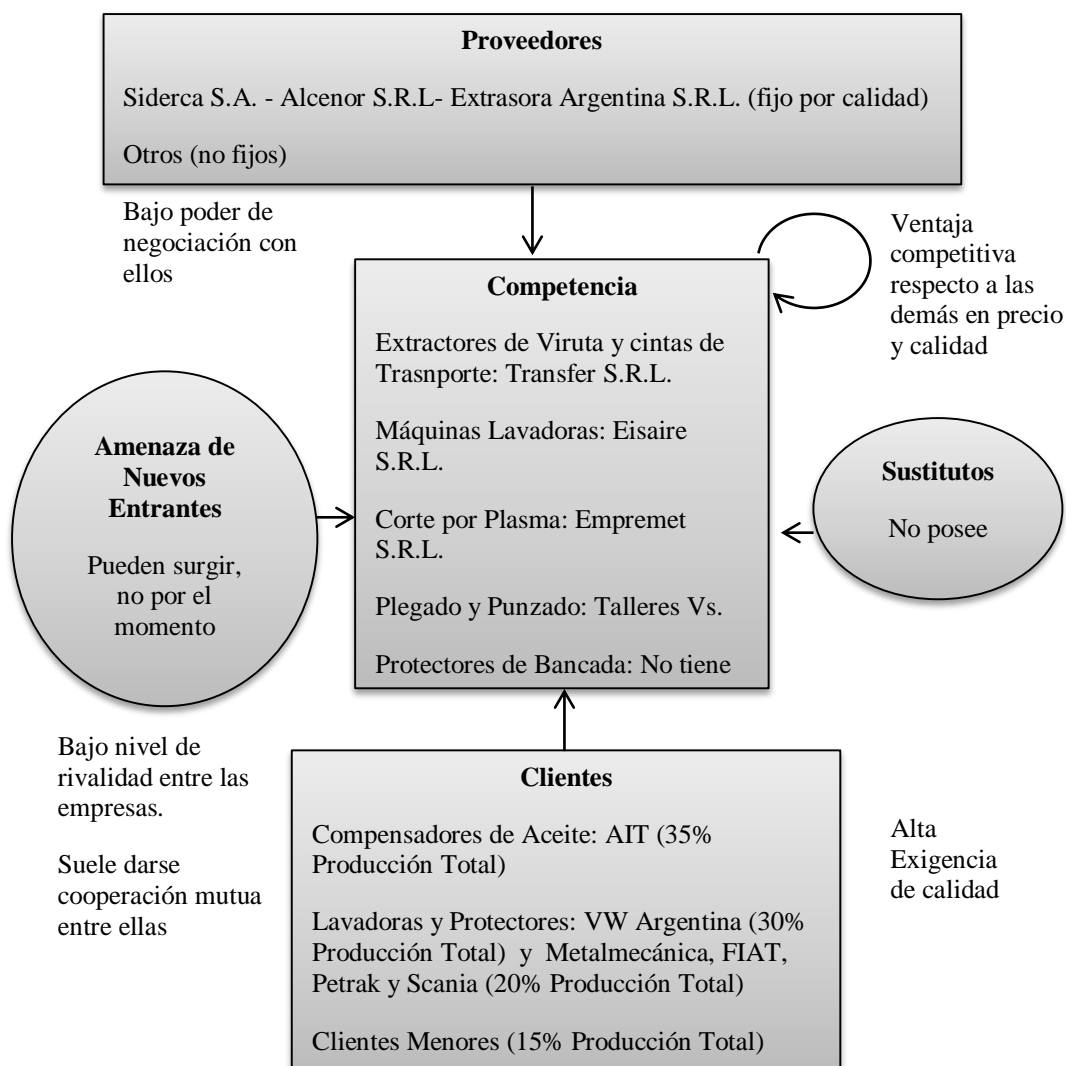 Proveedores
Siderca S.A. - Alcenor S.R.L- Extrasora Argentina S.R.L. (fijo por calidad)
Otros (no fijos)
Bajo poder de
negociación con
ellos
Ventaja
competitiva
respecto a las
demás en precio
y calidad
Competencia
Extractores de Viruta y cintas de
Trasnporte: Transfer S.R.L.
Máquinas Lavadoras: Eisaire
S.R.L.
Corte por Plasma: Empremet
S.R.L.
Plegado y Punzado: Talleres Vs.
Protectores de Bancada: No tiene
Amenaza de
Nuevos
Entrantes
Pueden surgir,
no por el
momento
Sustitutos
No posee
Bajo nivel de
rivalidad entre las
empresas.
Suele darse
cooperación mutua
entre ellas
Clientes
Compensadores de Aceite: AIT (35%
Producción Total)
Lavadoras y Protectores: VW Argentina (30%
Producción Total) y Metalmecánica, FIAT,
Petrak y Scania (20% Producción Total)
Clientes Menores (15% Producción Total)
Alta
Exigencia
de calidad